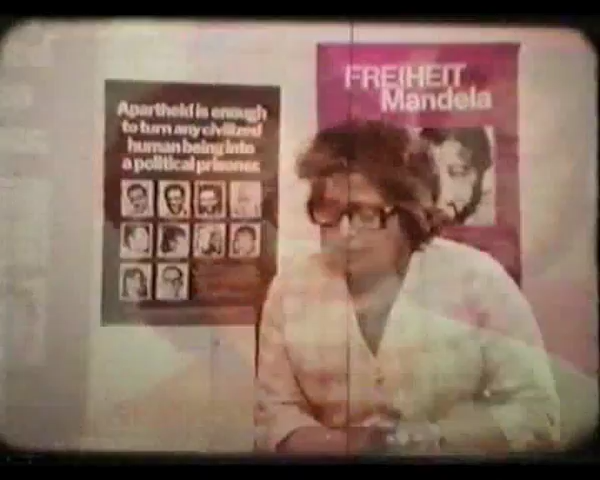 Apartheid is enough
to turn any civilized
human being into
a political prisoner.
FREIHEIT
Mandela